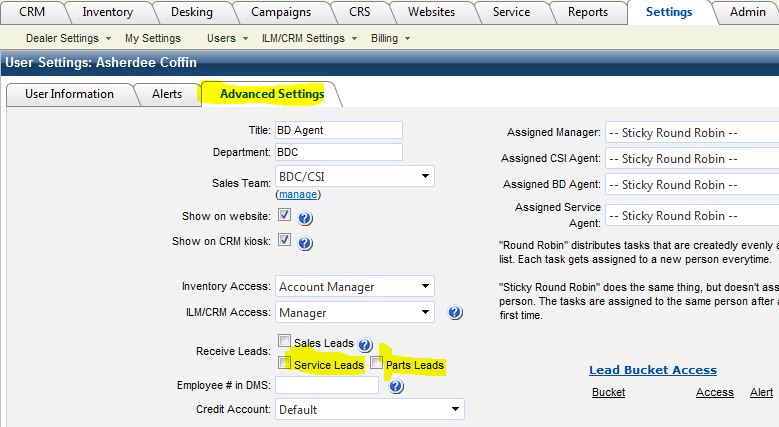 CRM Inventory Desking Campaigns CRS Websites Service Reports Settings Admin
Dealer Settings My Settings Users ILM/CRM Settings Billing
User Settings: Asherdee Coffin
User Information Alerts Advanced Settings
Title: BD Agent
Department: BDC
Sales Team: BDC/CSI
(manage)
Show on website:
Show on CRM kiosk:
Inventory Access: Account Manager
ILM/CRM Access: Manager
Receive Leads: Sales Leads
Service Leads Parts Leads
Employee # in DMS:
Credit Account: Default
Assigned Manager: -- Sticky Round Robin --
Assigned CSI Agent: -- Sticky Round Robin --
Assigned BD Agent: -- Sticky Round Robin --
Assigned Service
Agent: -- Sticky Round Robin --
"Round Robin" distributes tasks that are createdly evenly a
list. Each task gets assigned to a new person everytime.
"Sticky Round Robin" does the same thing, but doesn't ass
person. The tasks are assigned to the same person after a
first time.
Lead Bucket Access
Bucket Access Alert